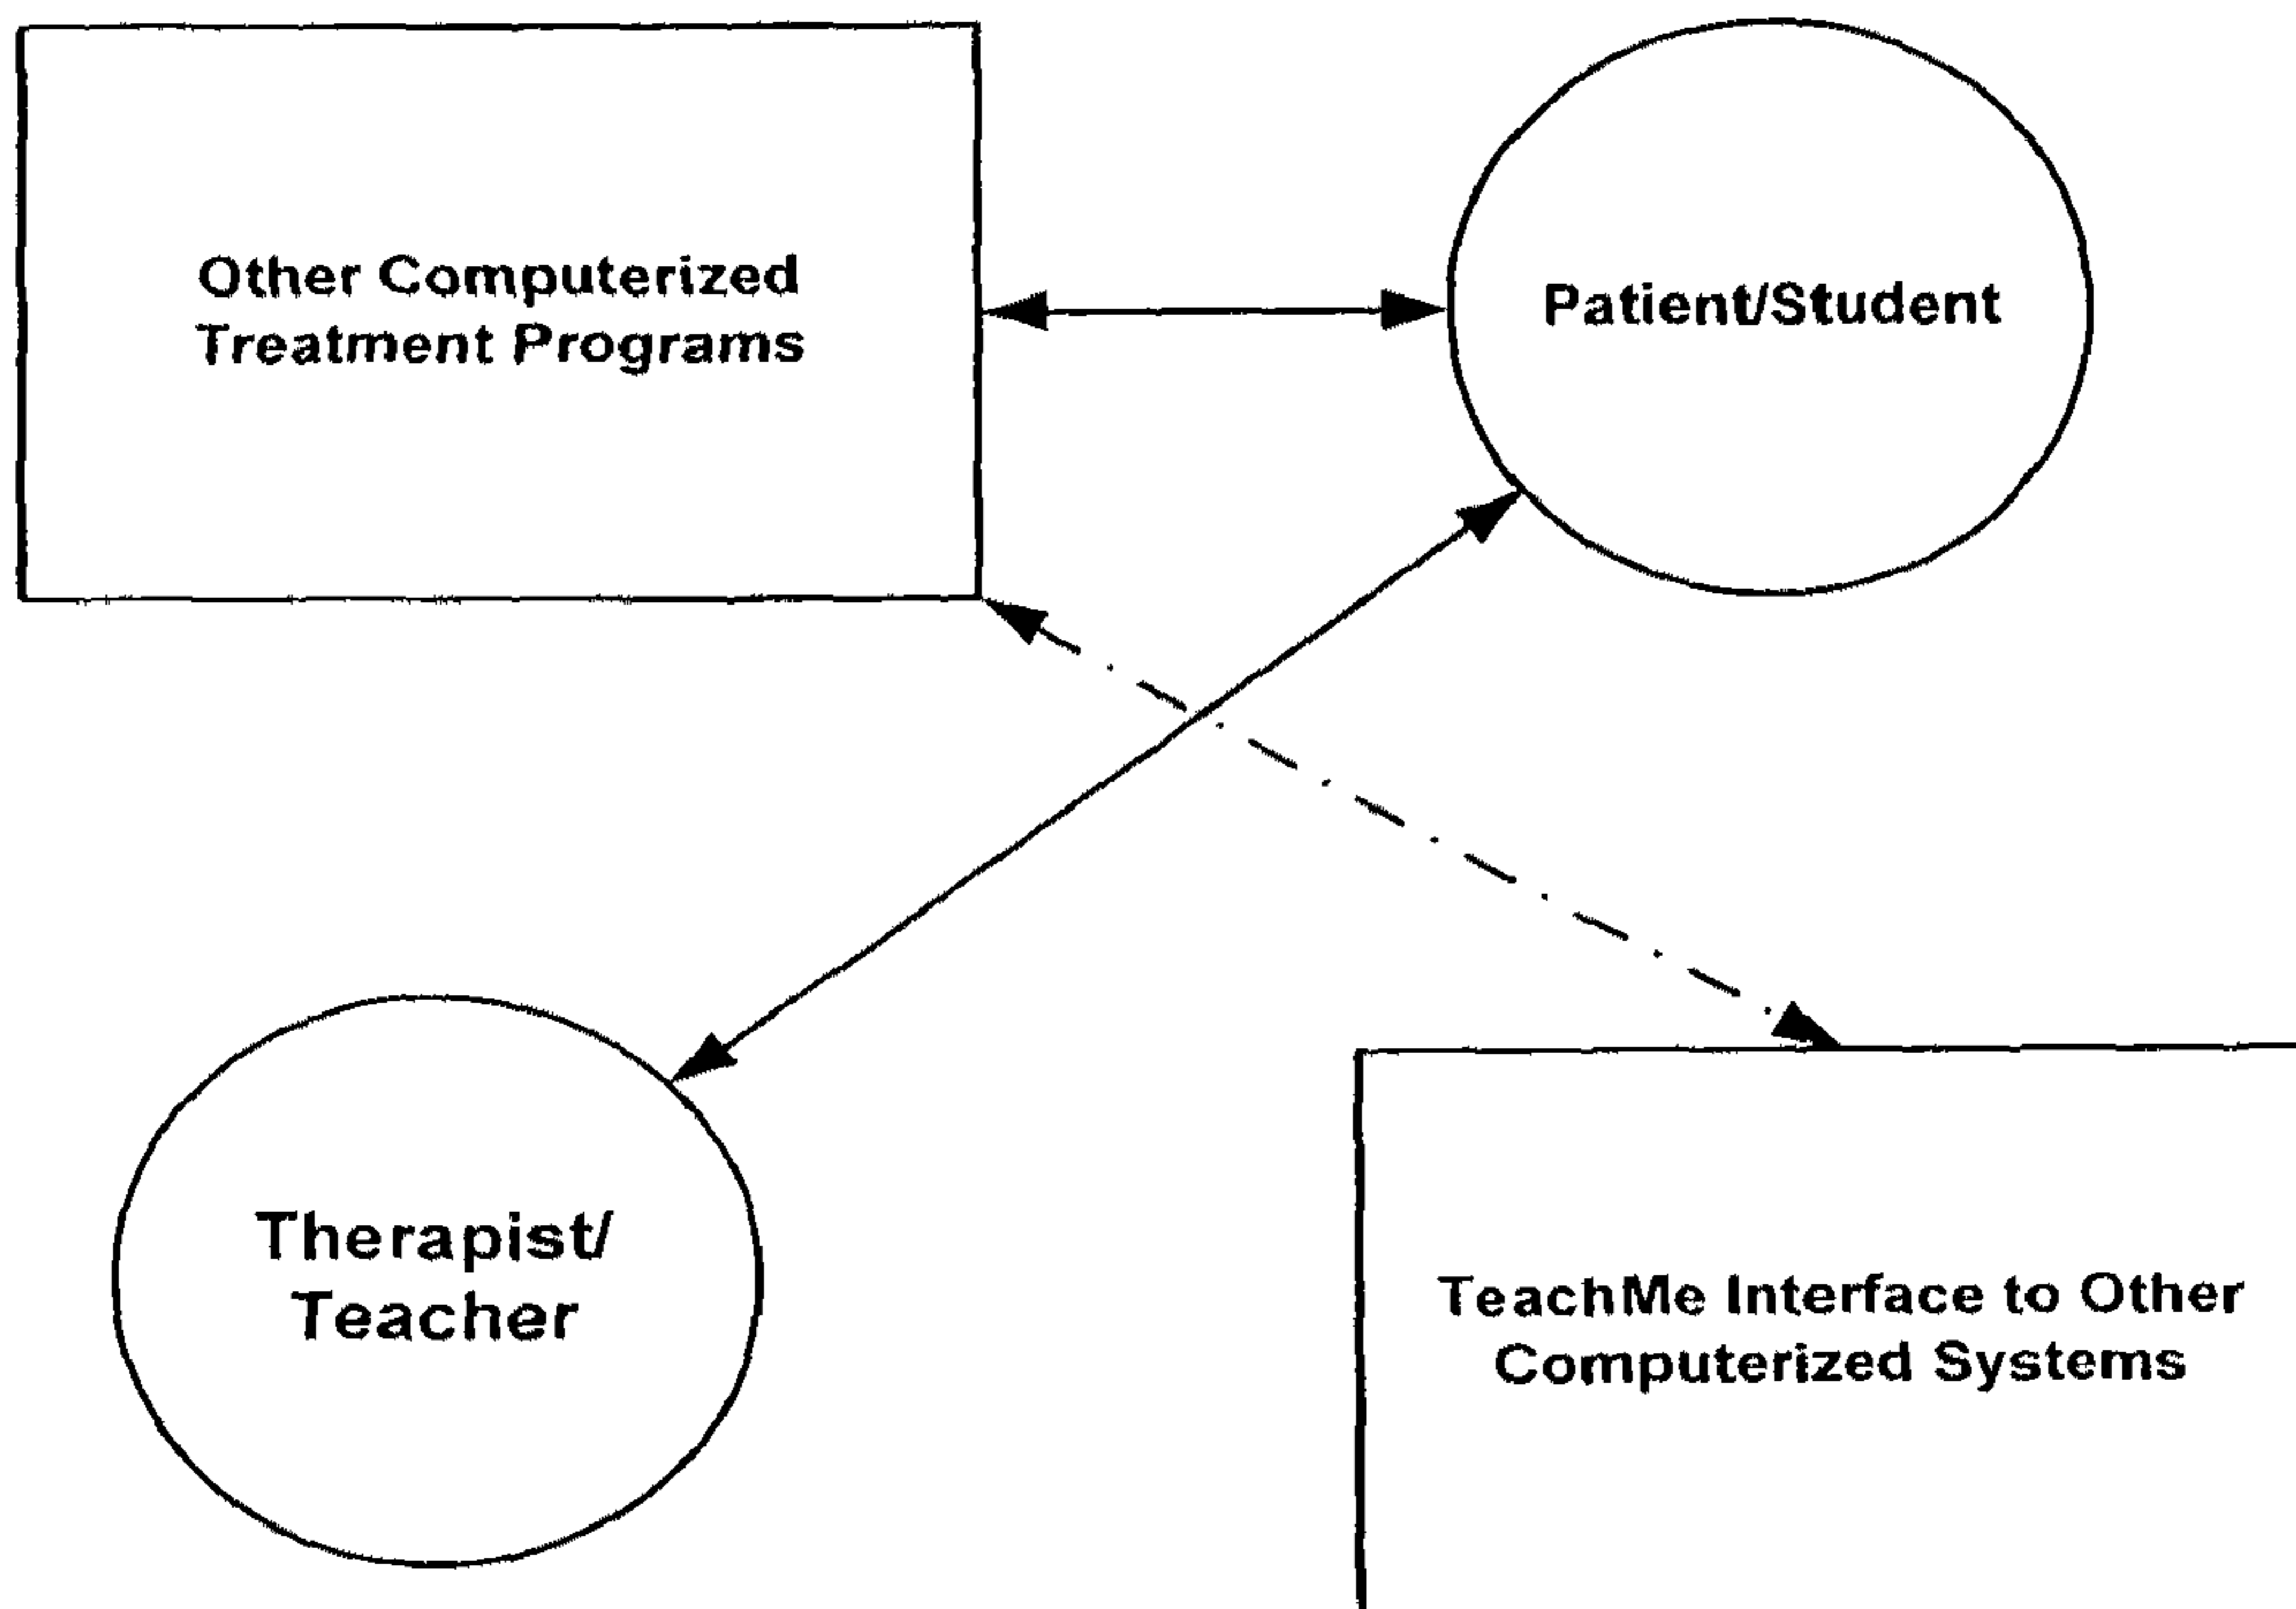 Other Computerized
Treatment Programs
Patient/Student
Therapist/
Teacher
TeachMe Interface to Other
Computerized Systems